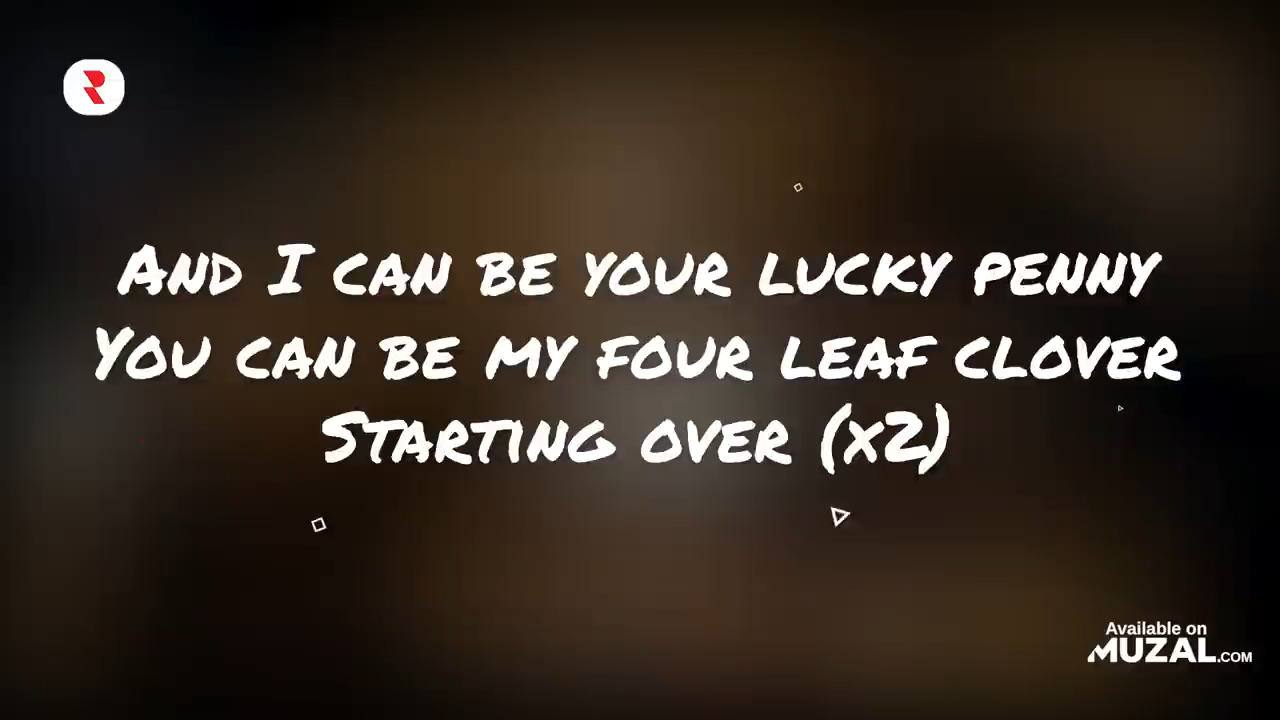 And I can be your lucky penny
You can be my four leaf clover
Starting over (x2)
Available on
MUZAL.COM